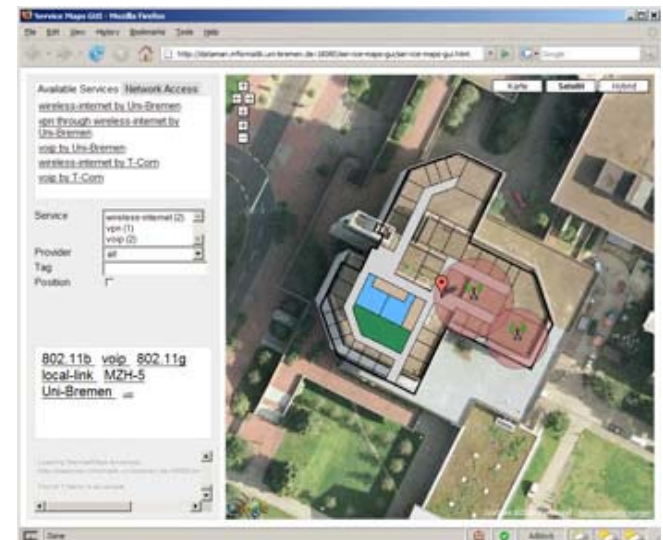 Service Maps GUI - Mozilla Firefox
File Edit View History Bookmarks Tools Help
Google
Available Services Network Access
wireless-internet by Uni-Bremen
vpn through wireless-internet by
Uni-Bremen
voip by Uni-Bremen
wireless-internet by T-Com
voip by T-Com
Service
wireless-internet (2)
vpn (1)
voip (2)
Provider
all
Tag
Position
802.11b voip 802.11g
local-link MZH-5
Uni-Bremen
Karte Satellit Hybrid
Done
Adblock